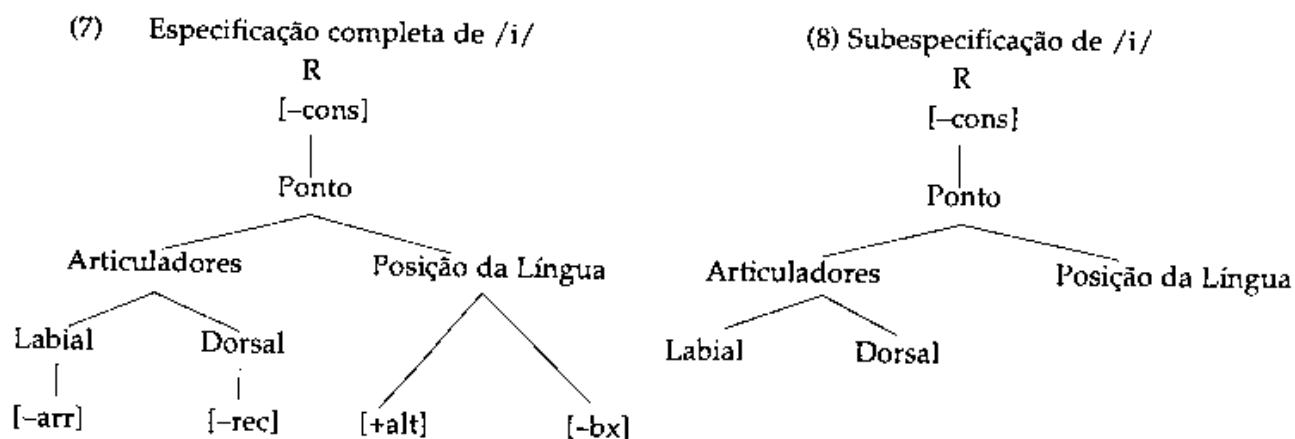 (7) Especificação completa de /i/
R
[–cons]
Ponto
Articuladores Posição da Língua
Labial Dorsal
[–arr] [–rec] [+alt] [–bx]
(8) Subespecificação de /i/
R
[–cons]
Ponto
Articuladores Posição da Língua
Labial Dorsal